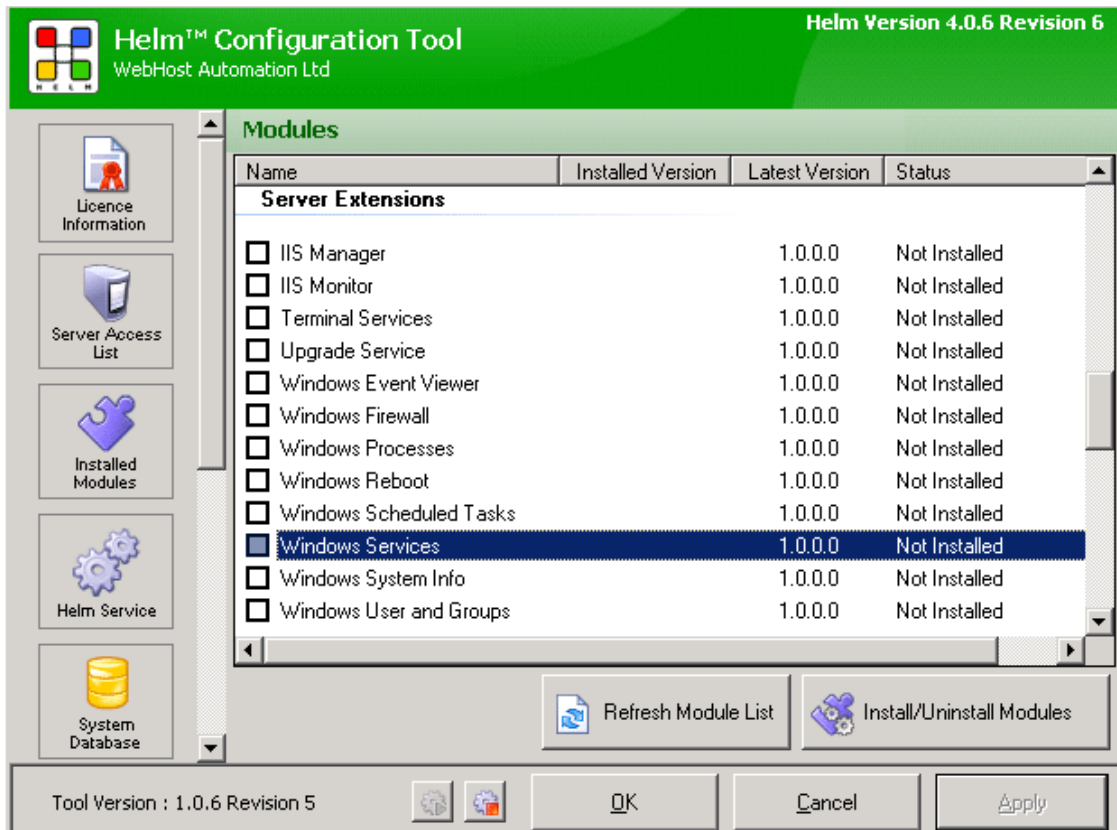 Helm™ Configuration Tool
WebHost Automation Ltd
Helm Version 4.0.6 Revision 6
H E L M
Licence
Information
Server Access
List
Installed
Modules
Helm Service
System
Database
Modules
Name Installed Version Latest Version Status
Server Extensions
IIS Manager 1.0.0.0 Not Installed
IIS Monitor 1.0.0.0 Not Installed
Terminal Services 1.0.0.0 Not Installed
Upgrade Service 1.0.0.0 Not Installed
Windows Event Viewer 1.0.0.0 Not Installed
Windows Firewall 1.0.0.0 Not Installed
Windows Processes 1.0.0.0 Not Installed
Windows Reboot 1.0.0.0 Not Installed
Windows Scheduled Tasks 1.0.0.0 Not Installed
Windows Services 1.0.0.0 Not Installed
Windows System Info 1.0.0.0 Not Installed
Windows User and Groups 1.0.0.0 Not Installed
Refresh Module List Install/Uninstall Modules
Tool Version : 1.0.6 Revision 5 OK Cancel Apply